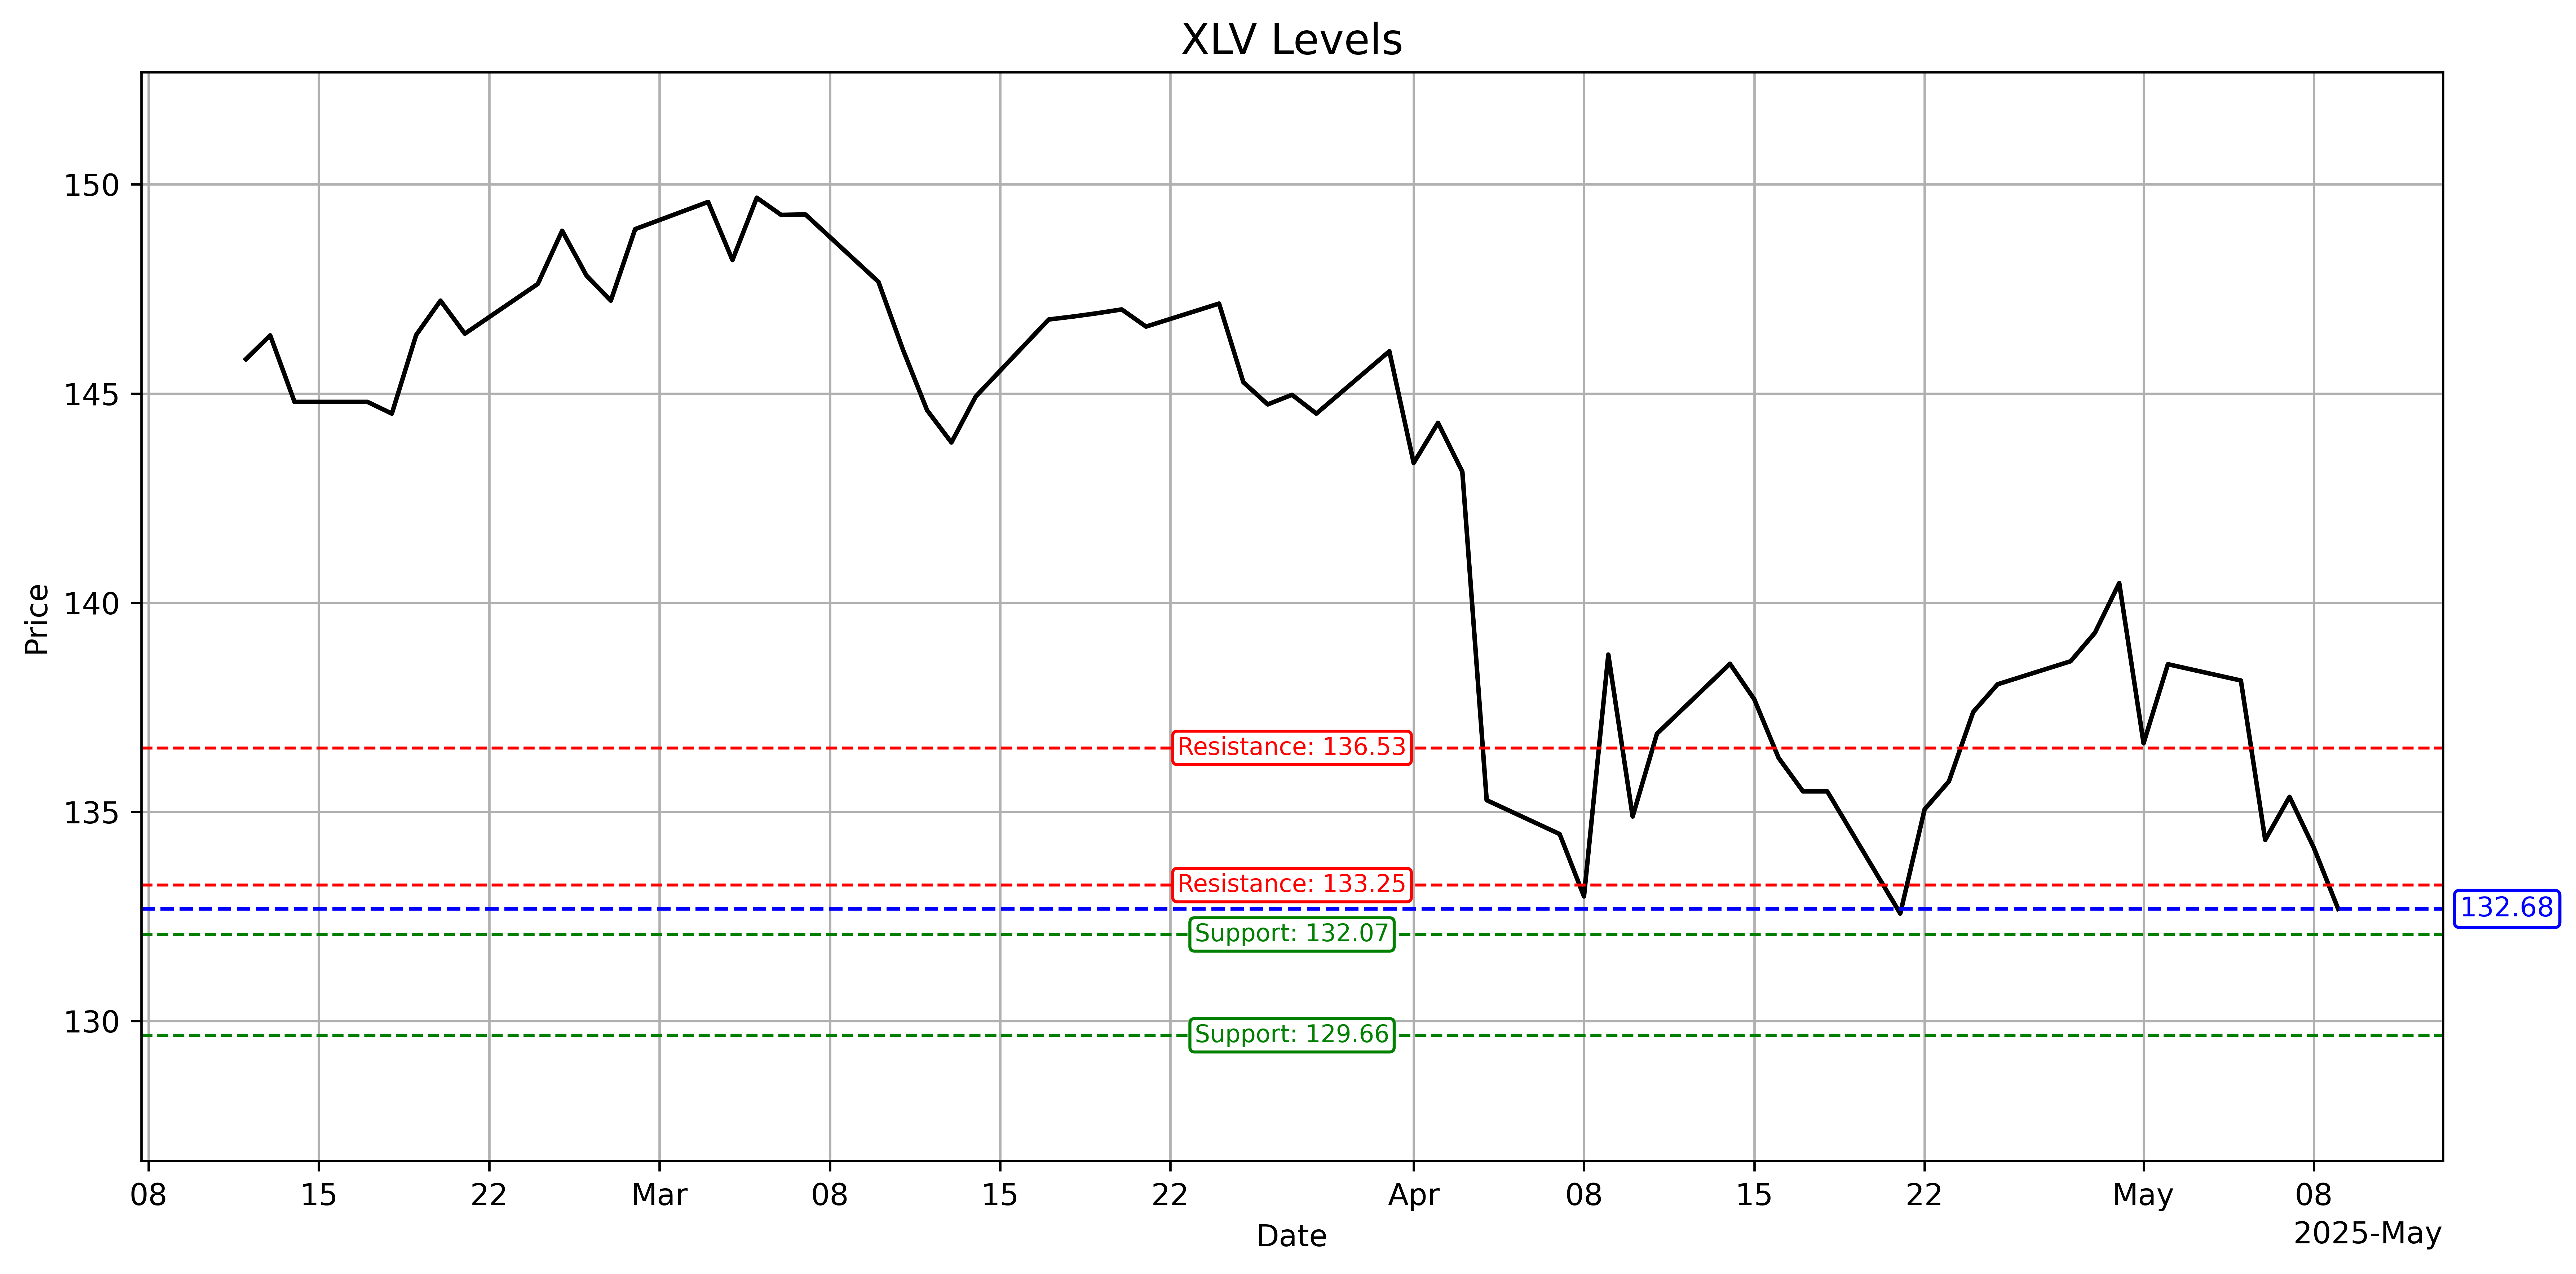 XLV Levels
150
145
140
135
130
Price
Resistance: 136.53
Resistance: 133.25
132.68
Support: 132.07
Support: 129.66
08 15 22 Mar 08 15 22 Apr 08 15 22 May 08
2025-May
Date